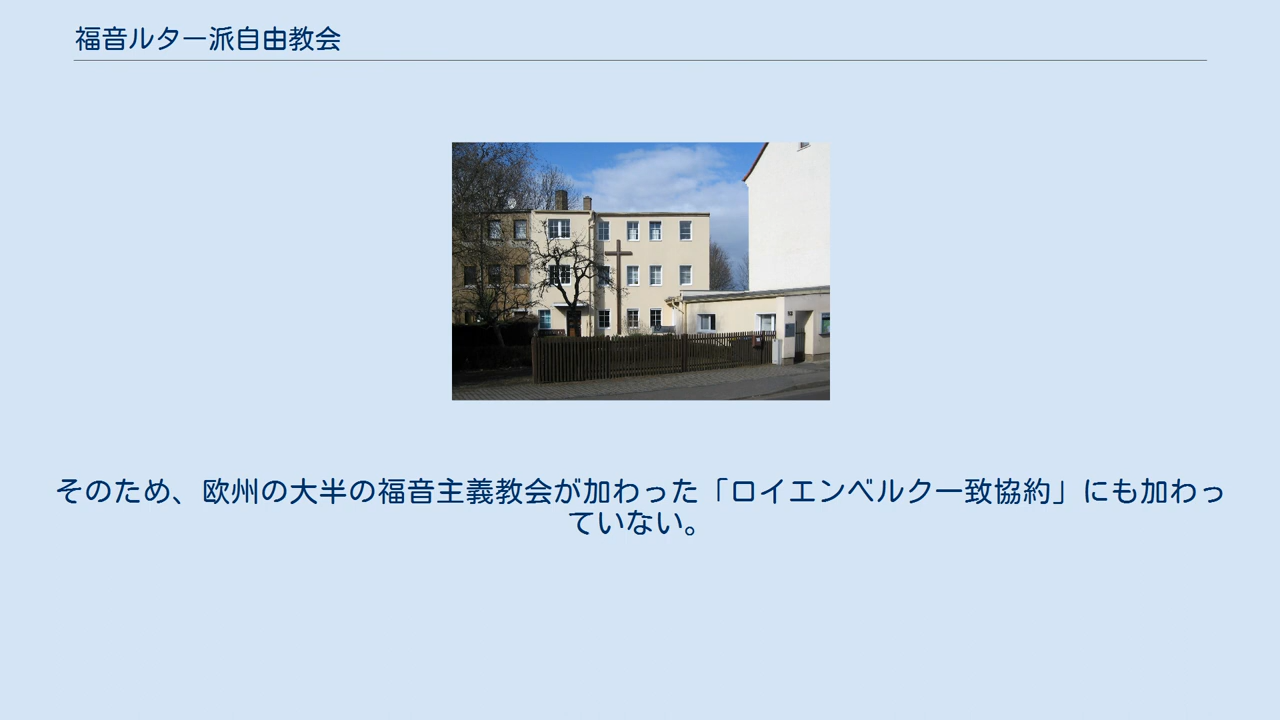 福音ルター派自由教会
そのため、欧州の大半の福音主義教会が加わった「ロイエンベルク一致協約」にも加わっ
ていない。